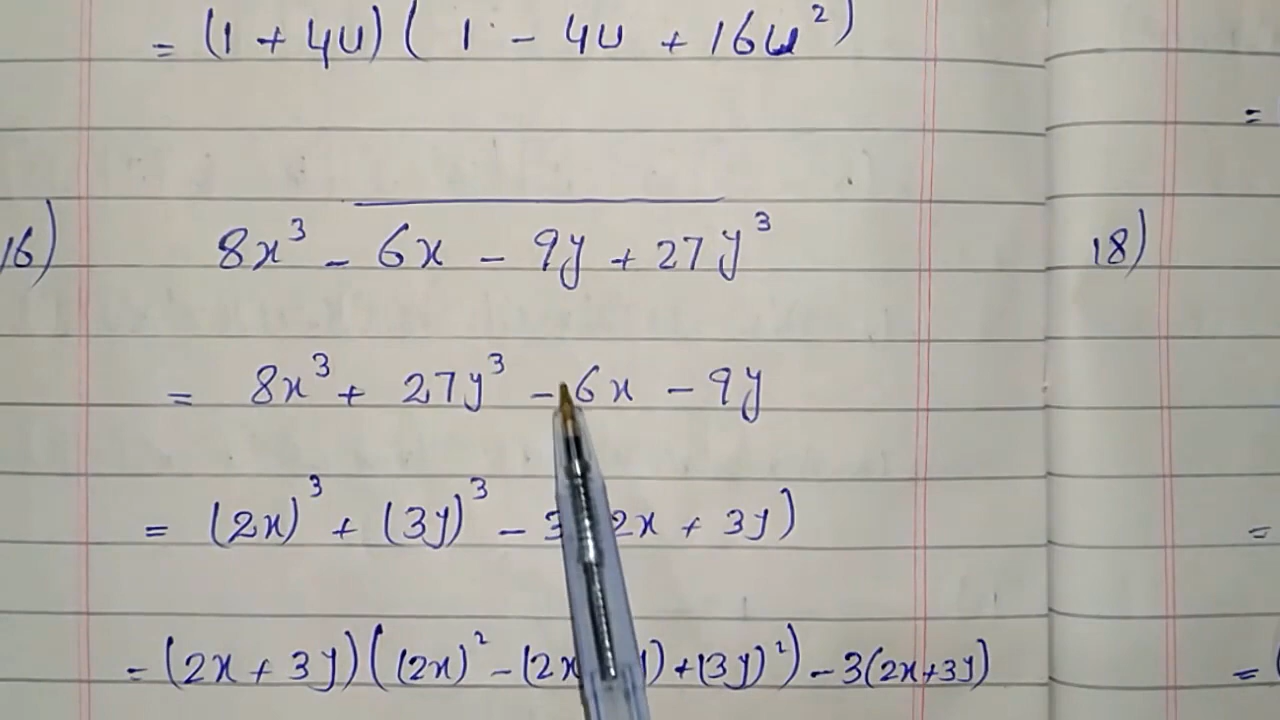 = (1 + 4u) ( 1 - 4u + 16u²)
16) 8x³ - 6x - 9y + 27y³
= 8x³ + 27y³ - 6x - 9y
= (2x)³ + (3y)³ - 3 2x + 3y)
= (2x + 3y) ((2x)² - (2x ) + (3y)²) - 3(2x+3y)
=
18)
=
= (